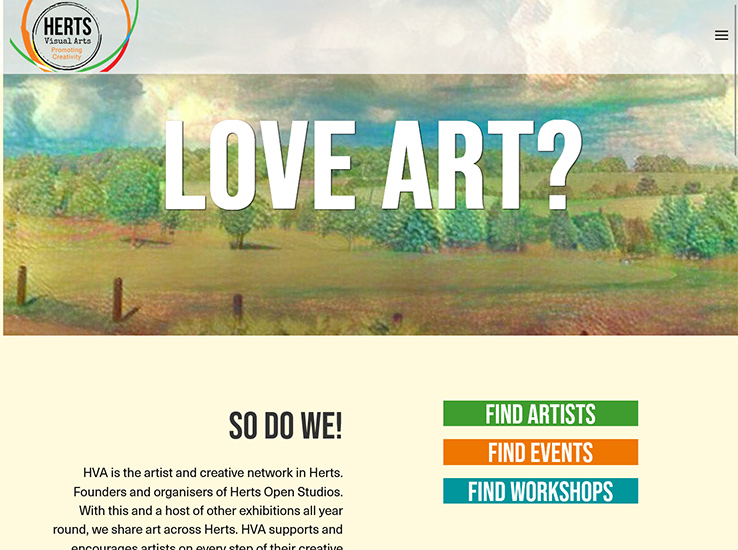 HERTS
Visual Arts
Promoting
Creativity
LOVE ART?
SO DO WE!
HVA is the artist and creative network in Herts.
Founders and organisers of Herts Open Studios.
With this and a host of other exhibitions all year
round, we share art across Herts. HVA supports and
encourages artists on every step of their creative
FIND ARTISTS
FIND EVENTS
FIND WORKSHOPS